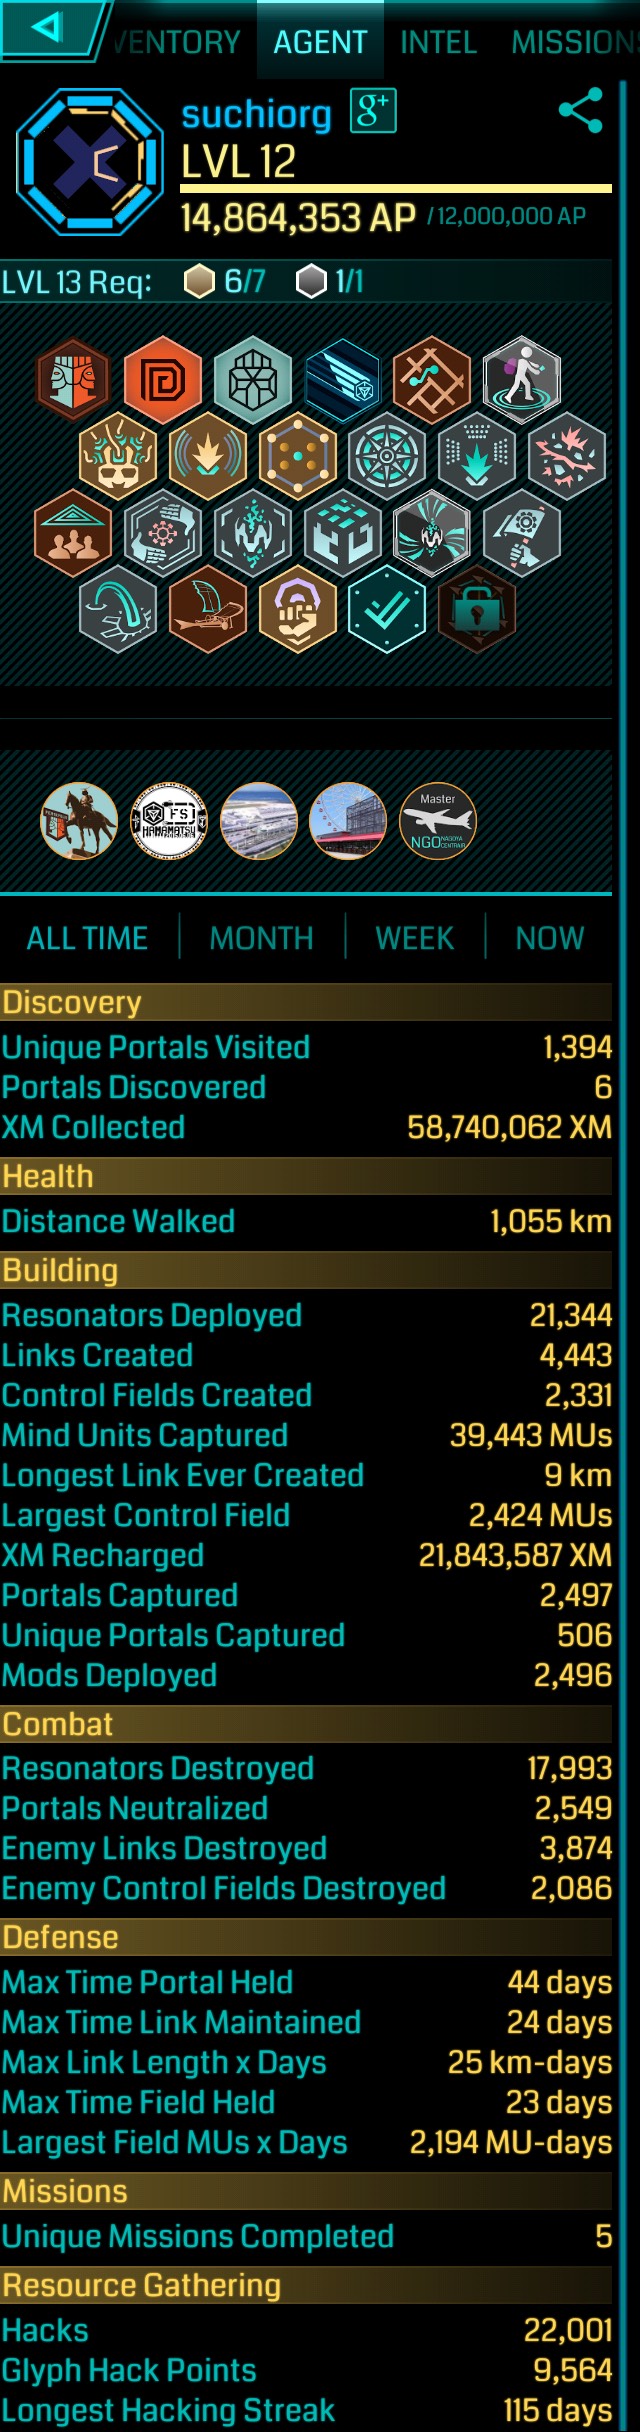 VENTORY AGENT INTEL MISSIONS
suchiorg g+
LVL 12
14,864,353 AP / 12,000,000 AP
LVL 13 Req: 6/7 1/1
FS
HAMAMATSU
Master
NGO NAGOYA CENTRAIR
ALL TIME MONTH WEEK NOW
Discovery
Unique Portals Visited 1,394
Portals Discovered 6
XM Collected 58,740,062 XM
Health
Distance Walked 1,055 km
Building
Resonators Deployed 21,344
Links Created 4,443
Control Fields Created 2,331
Mind Units Captured 39,443 MUs
Longest Link Ever Created 9 km
Largest Control Field 2,424 MUs
XM Recharged 21,843,587 XM
Portals Captured 2,497
Unique Portals Captured 506
Mods Deployed 2,496
Combat
Resonators Destroyed 17,993
Portals Neutralized 2,549
Enemy Links Destroyed 3,874
Enemy Control Fields Destroyed 2,086
Defense
Max Time Portal Held 44 days
Max Time Link Maintained 24 days
Max Link Length x Days 25 km-days
Max Time Field Held 23 days
Largest Field MUs x Days 2,194 MU-days
Missions
Unique Missions Completed 5
Resource Gathering
Hacks 22,001
Glyph Hack Points 9,564
Longest Hacking Streak 115 days